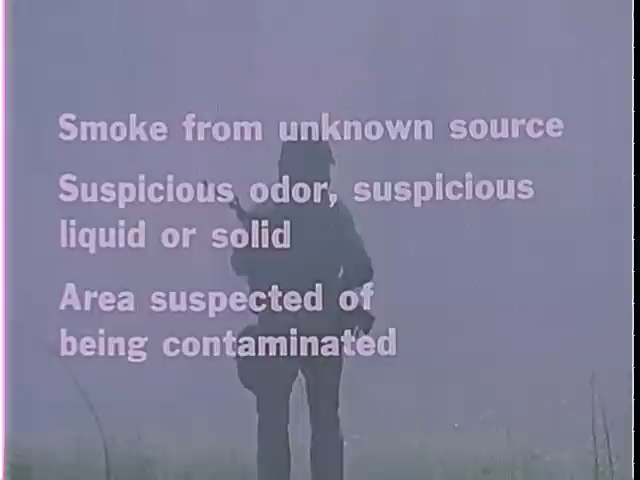 Smoke from unknown source
Suspicious odor, suspicious
liquid or solid
Area suspected of
being contaminated